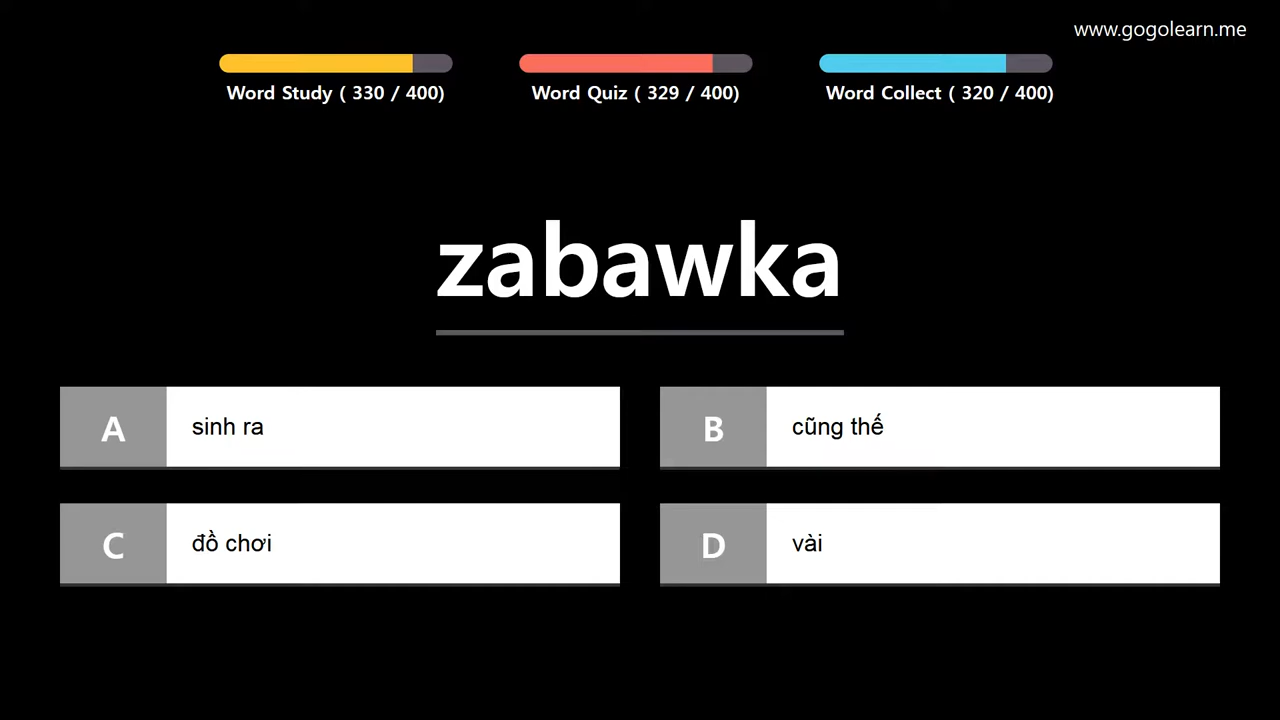 www.gogolearn.me
Word Study ( 330 / 400)
Word Quiz ( 329 / 400)
Word Collect ( 320 / 400)
zabawka
A sinh ra
B cũng thế
C đồ chơi
D vài